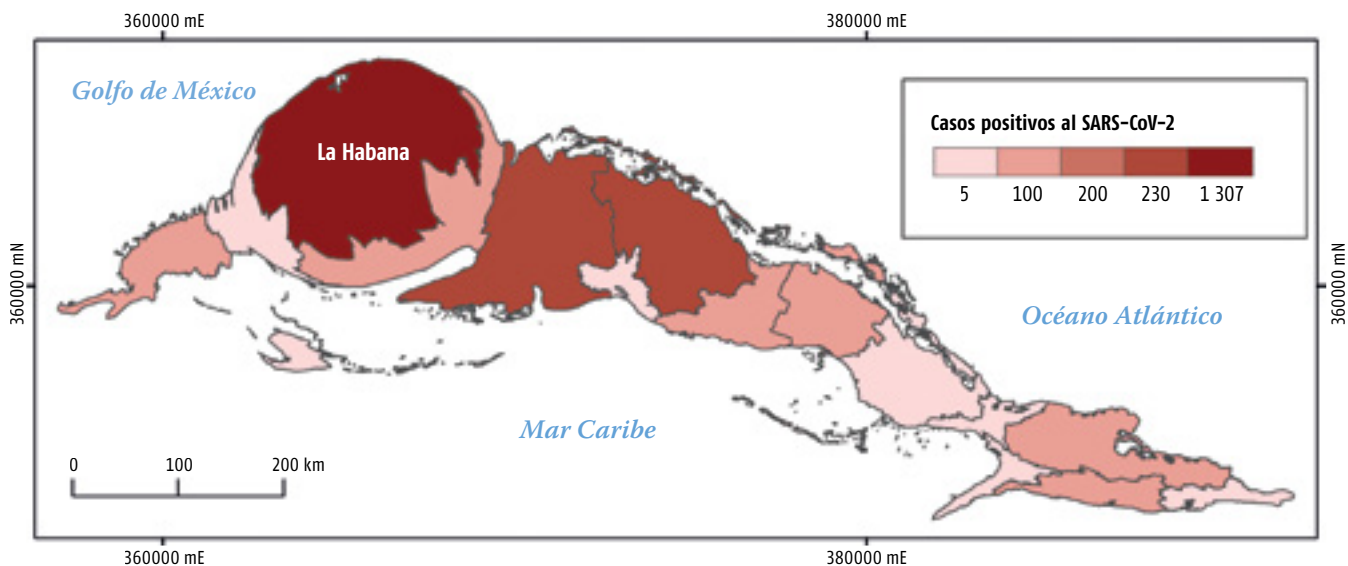 360000 mE
380000 mE
Golfo de México
La Habana
Casos positivos al SARS-CoV-2
5 100 200 230 1 307
360000 mN
360000 mN
Océano Atlántico
Mar Caribe
0 100 200 km
360000 mE
380000 mE